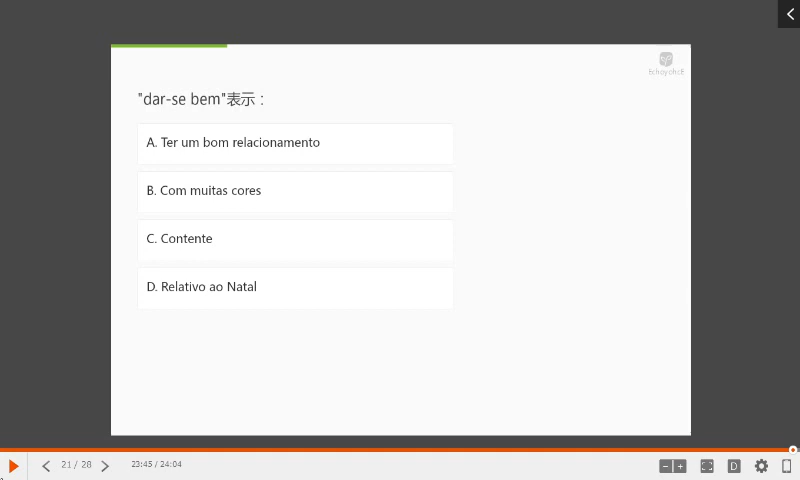 "dar-se bem"表示：
A. Ter um bom relacionamento
B. Com muitas cores
C. Contente
D. Relativo ao Natal
21 / 28
23:45 / 24:04
D